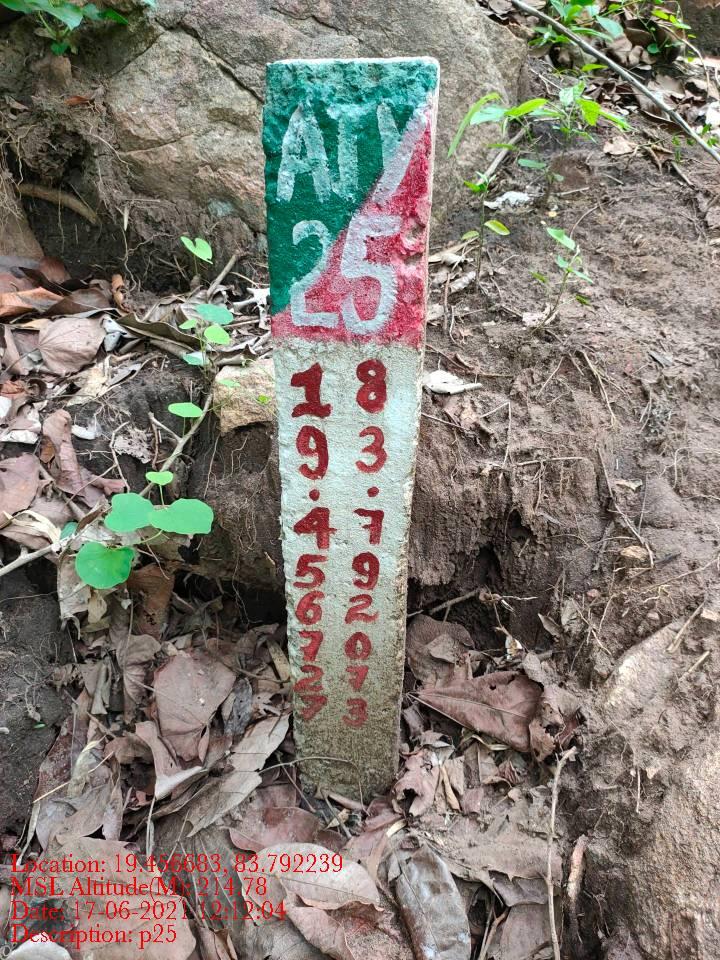 ATY
25
1 8
9 3
. .
4 7
5 9
6 2
7 0
2 7
7 3
Location: 19.456683, 83.792239
MSL Altitude(M): 214.78
Date: 17-06-2021 12:12:04
Description: p25